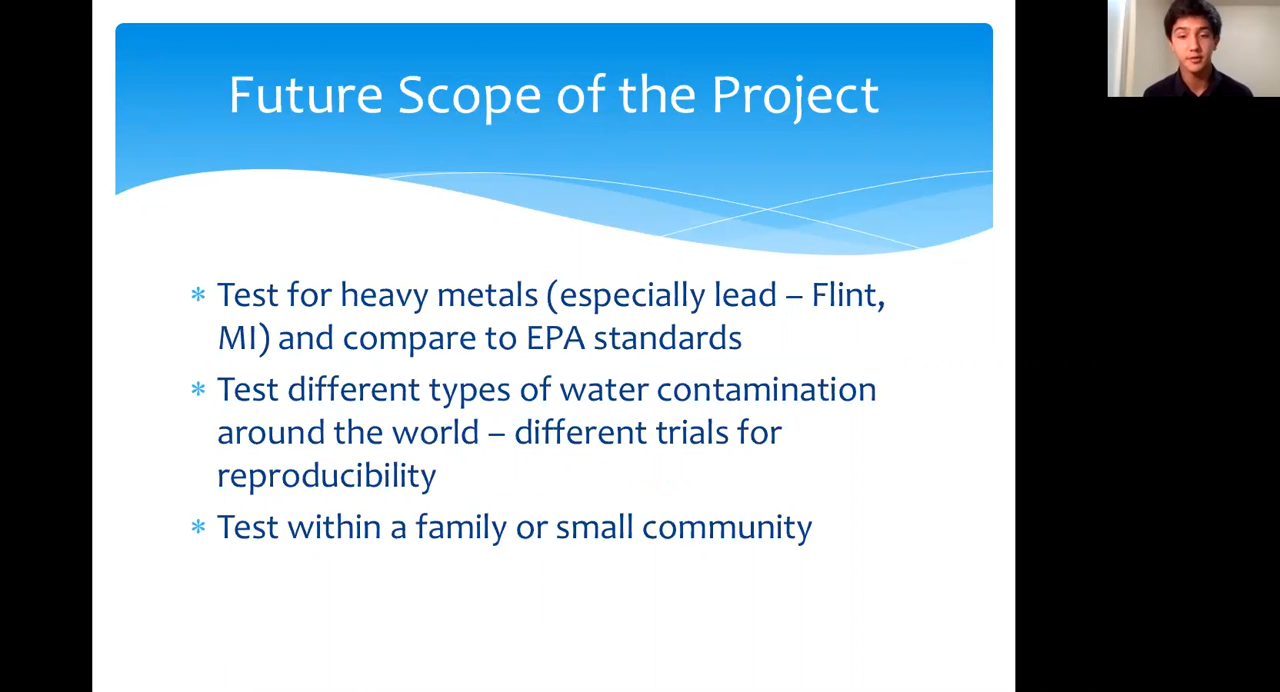 Future Scope of the Project
* Test for heavy metals (especially lead – Flint,
MI) and compare to EPA standards
* Test different types of water contamination
around the world – different trials for
reproducibility
* Test within a family or small community